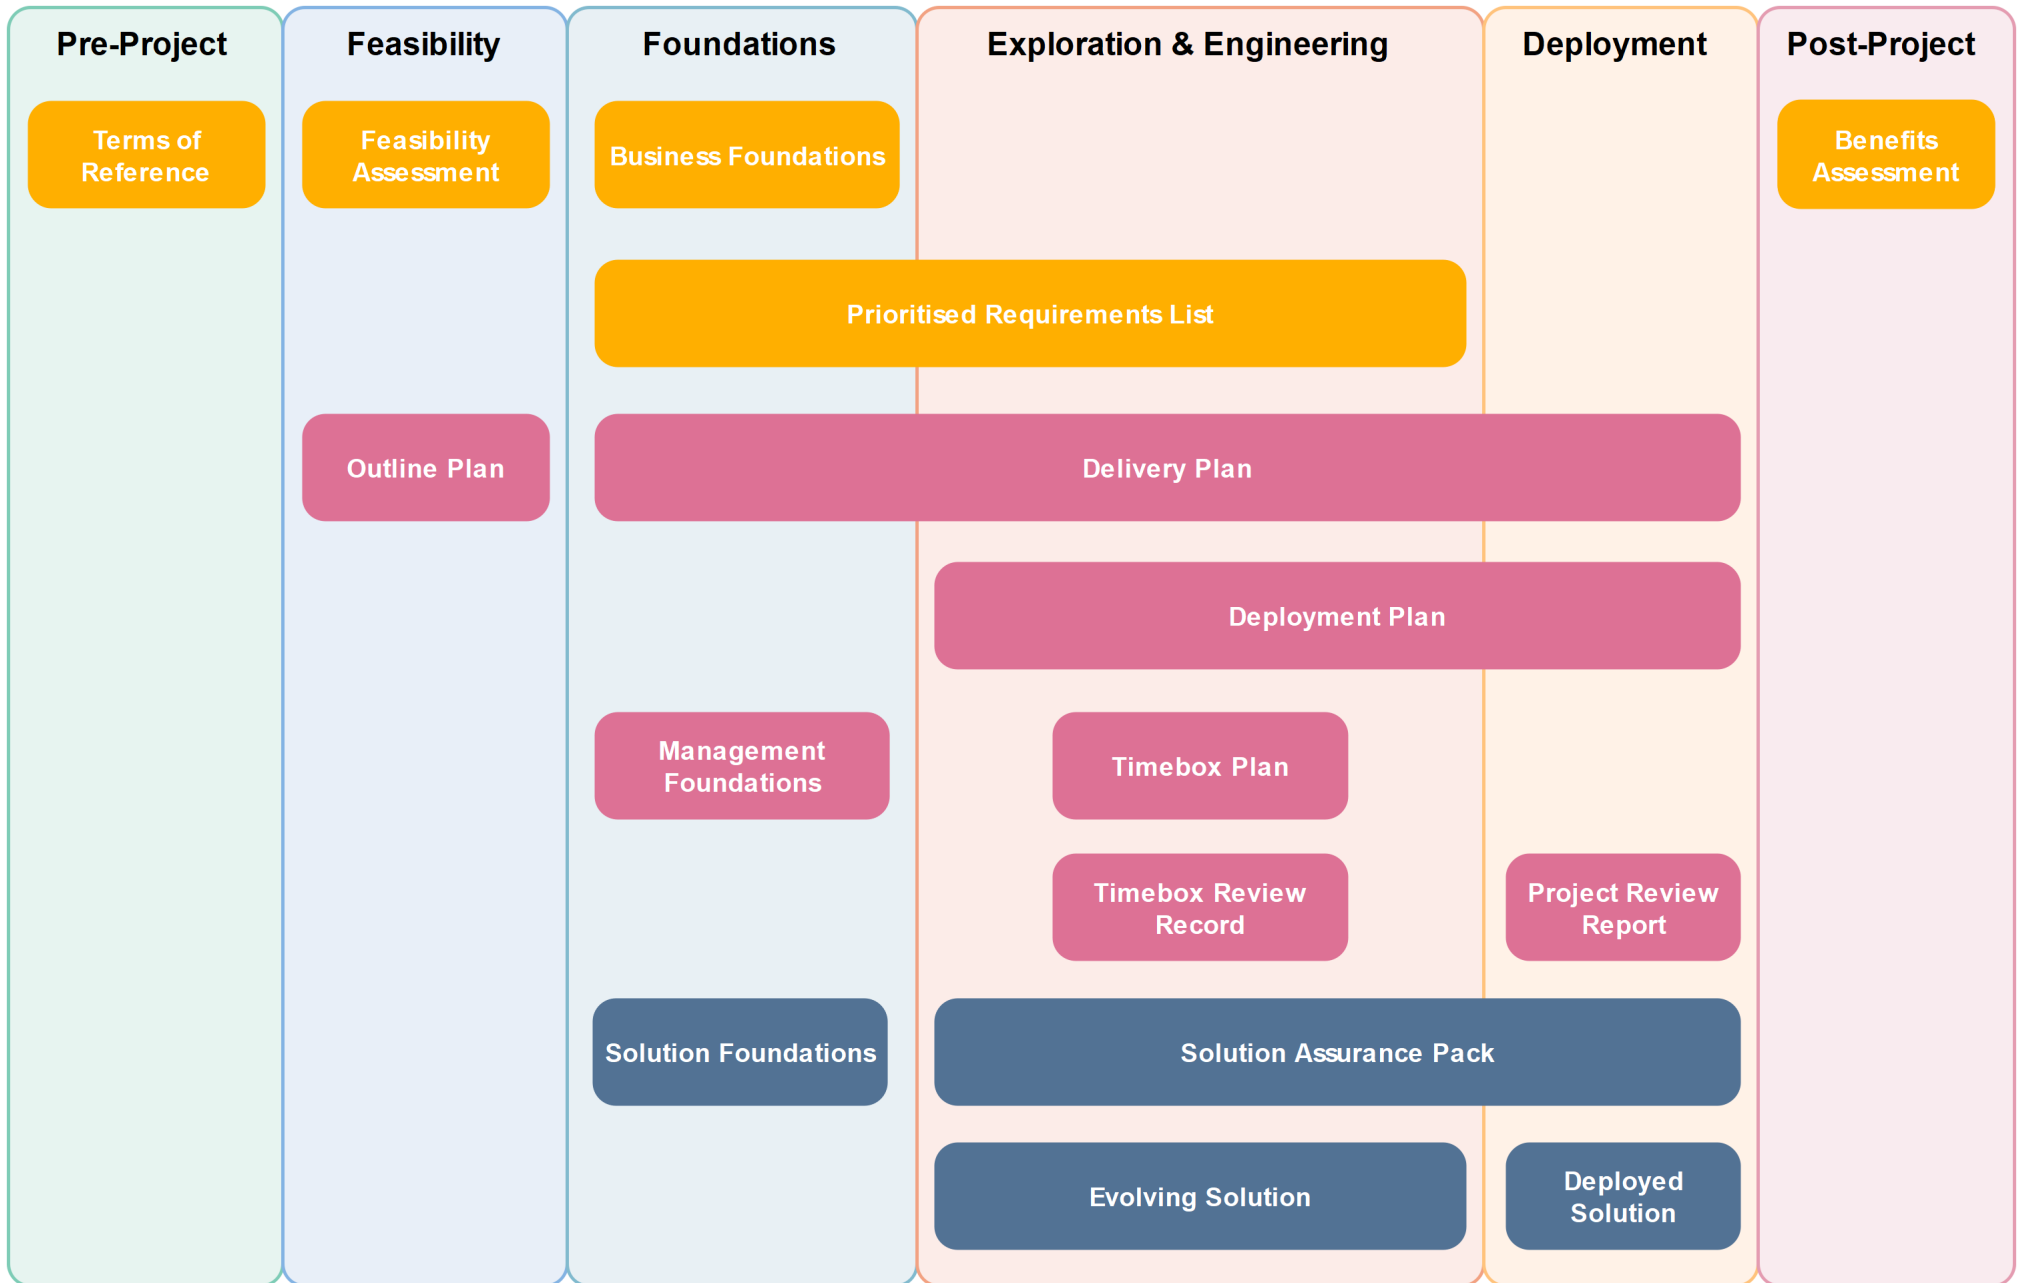 Pre-Project
Feasibility
Foundations
Exploration & Engineering
Deployment
Post-Project
Terms of
Reference
Feasibility
Assessment
Business Foundations
Benefits
Assessment
Prioritised Requirements List
Outline Plan
Delivery Plan
Deployment Plan
Management
Foundations
Timebox Plan
Timebox Review
Record
Project Review
Report
Solution Foundations
Solution Assurance Pack
Evolving Solution
Deployed
Solution